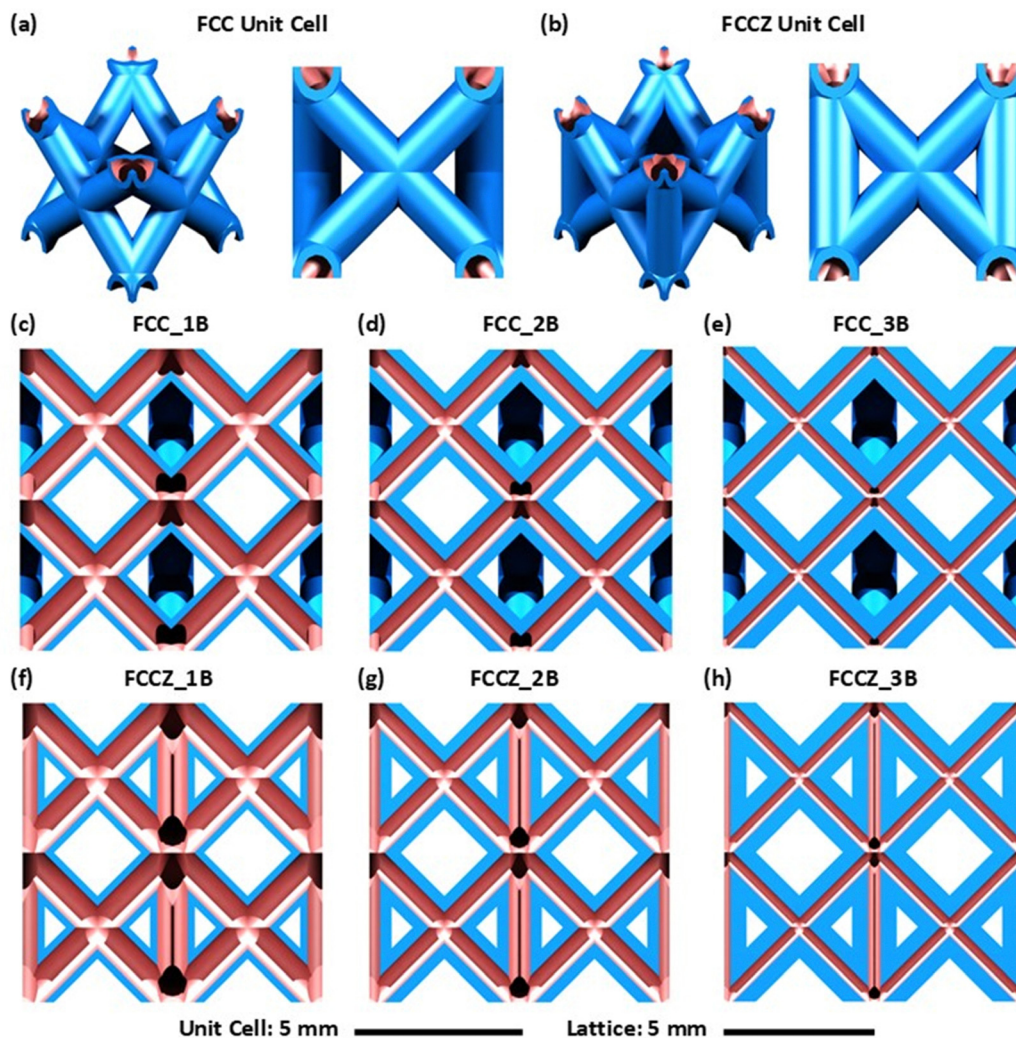 (a) FCC Unit Cell (b) FCCZ Unit Cell
(c) FCC_1B (d) FCC_2B (e) FCC_3B
(f) FCCZ_1B (g) FCCZ_2B (h) FCCZ_3B
Unit Cell: 5 mm Lattice: 5 mm